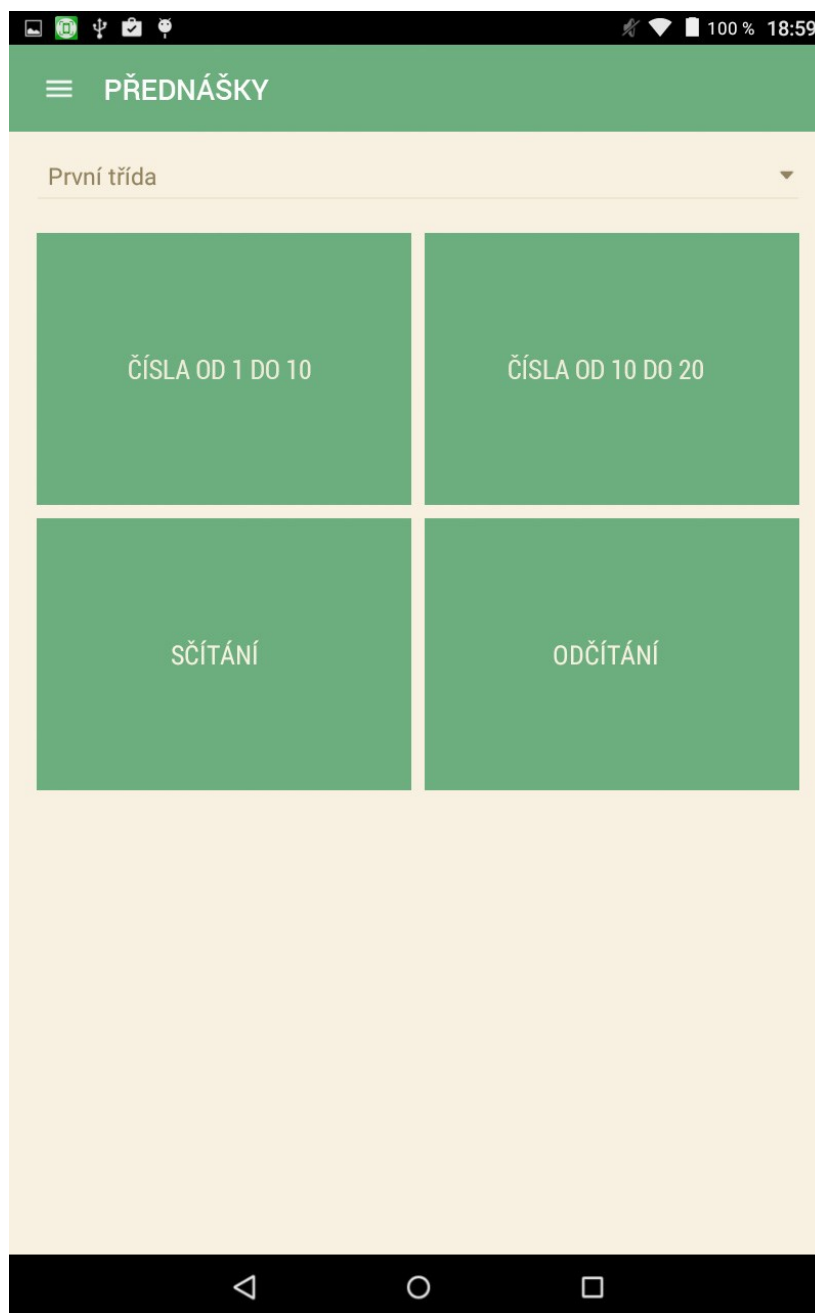 100 % 18:59
PŘEDNÁŠKY
První třída
ČÍSLA OD 1 DO 10
ČÍSLA OD 10 DO 20
SČÍTÁNÍ
ODČÍTÁNÍ